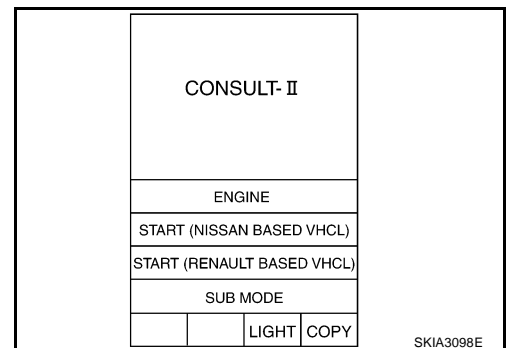 CONSULT-Ⅱ
ENGINE
START (NISSAN BASED VHCL)
START (RENAULT BASED VHCL)
SUB MODE
LIGHT COPY
SKIA3098E